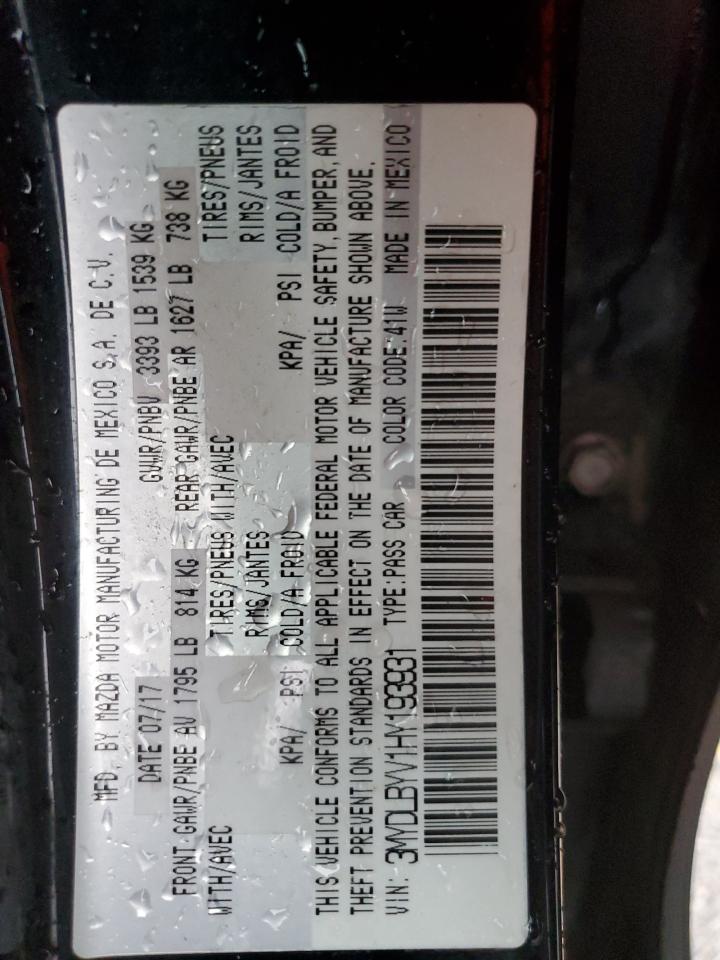 MFD. BY MAZDA MOTOR MANUFACTURING DE MEXICO S.A. DE C.V.
DATE 07/17 GVWR/PNBV 3393 LB 1539 KG
FRONT GAWR/PNBE AV 1795 LB 814 KG REAR GAWR/PNBE AR 1627 LB 738 KG
WITH/AVEC TIRES/PNEUS WITH/AVEC TIRES/PNEUS
RIMS/JANTES RIMS/JANTES
KPA/ PSI COLD/A FROID KPA/ PSI COLD/A FROID
THIS VEHICLE CONFORMS TO ALL APPLICABLE FEDERAL MOTOR VEHICLE SAFETY, BUMPER, AND
THEFT PREVENTION STANDARDS IN EFFECT ON THE DATE OF MANUFACTURE SHOWN ABOVE.
VIN: 3MYDLBYV1HY193931 TYPE:PASS CAR COLOR CODE:41W MADE IN MEXICO